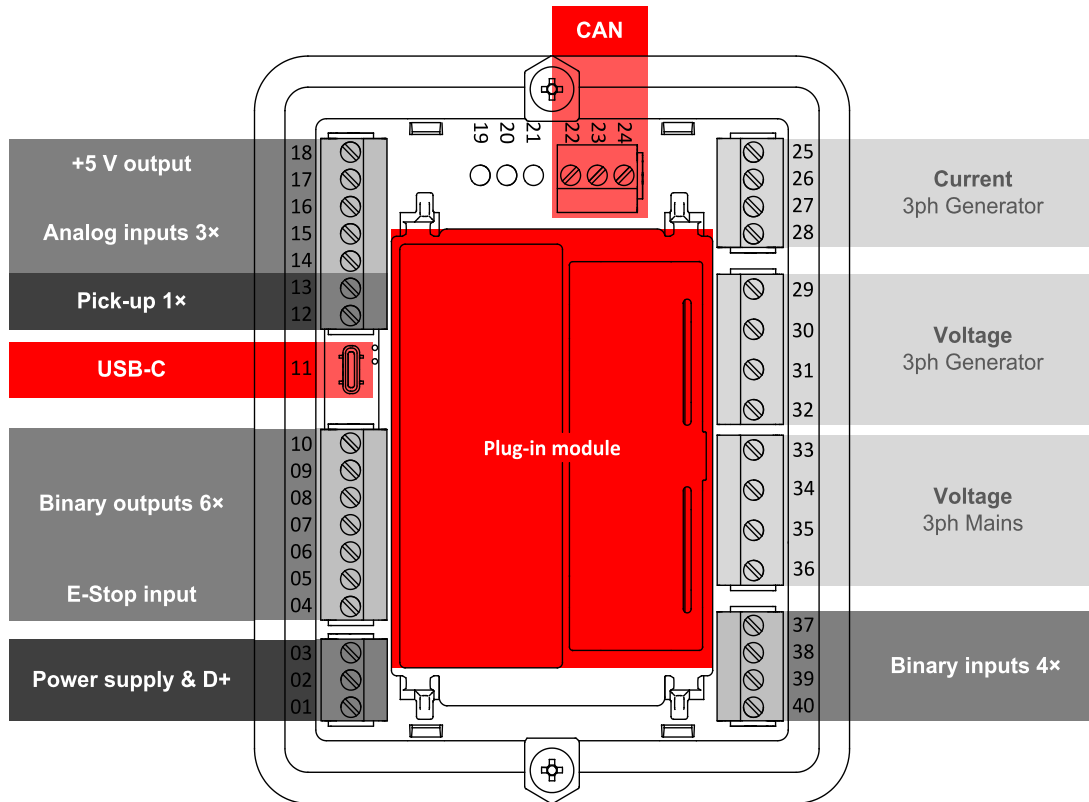 CAN
19
20
21
22
23
24
+5 V output
Analog inputs 3×
18
17
16
15
14
Pick-up 1×
13
12
USB-C
11
Binary outputs 6×
E-Stop input
10
09
08
07
06
05
04
Power supply & D+
03
02
01
Plug-in module
25
26
27
28
Current
3ph Generator
29
30
31
32
Voltage
3ph Generator
33
34
35
36
Voltage
3ph Mains
37
38
39
40
Binary inputs 4×